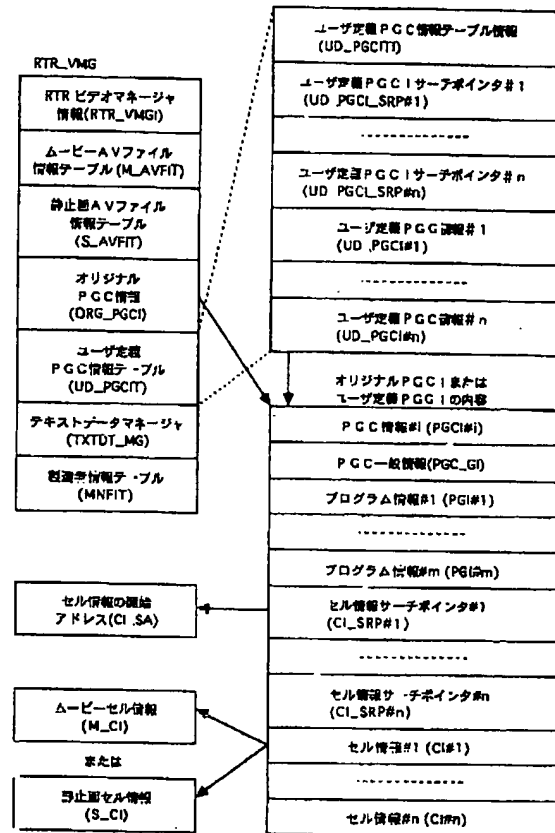 RTR_VMG
RTR ビデオマネージャ
情報(RTR_VMGI)
ムービーAVファイル
情報テーブル(M_AVFIT)
静止画AVファイル
情報テーブル
(S_AVFIT)
オリジナル
PGC情報
(ORG_PGCI)
ユーザ定義
PGC情報テーブル
(UD_PGCIT)
テキストデータマネージャ
(TXTDT_MG)
製造者情報テーブル
(MNFIT)
ユーザ定義PGC情報テーブル情報
(UD_PGCITI)
ユーザ定義PGCIサーチポインタ#1
(UD_PGCI_SRP#1)
ユーザ定義PGCIサーチポインタ#n
(UD_PGCI_SRP#n)
ユーザ定義PGC情報#1
(UD_PGCI#1)
ユーザ定義PGC情報#n
(UD_PGCI#n)
オリジナルPGCIまたは
ユーザ定義PGCIの内容
PGC情報#i (PGCI#i)
PGC一般情報(PGC_GI)
プログラム情報#1 (PGI#1)
プログラム情報#m (PGI#m)
セル情報サーチポインタ#1
(CI_SRP#1)
セル情報サーチポインタ#n
(CI_SRP#n)
セル情報#1 (CI#1)
セル情報#n (CI#n)
セル情報の開始
アドレス(CI_SA)
ムービーセル情報
(M_CI)
または
静止画セル情報
(S_CI)